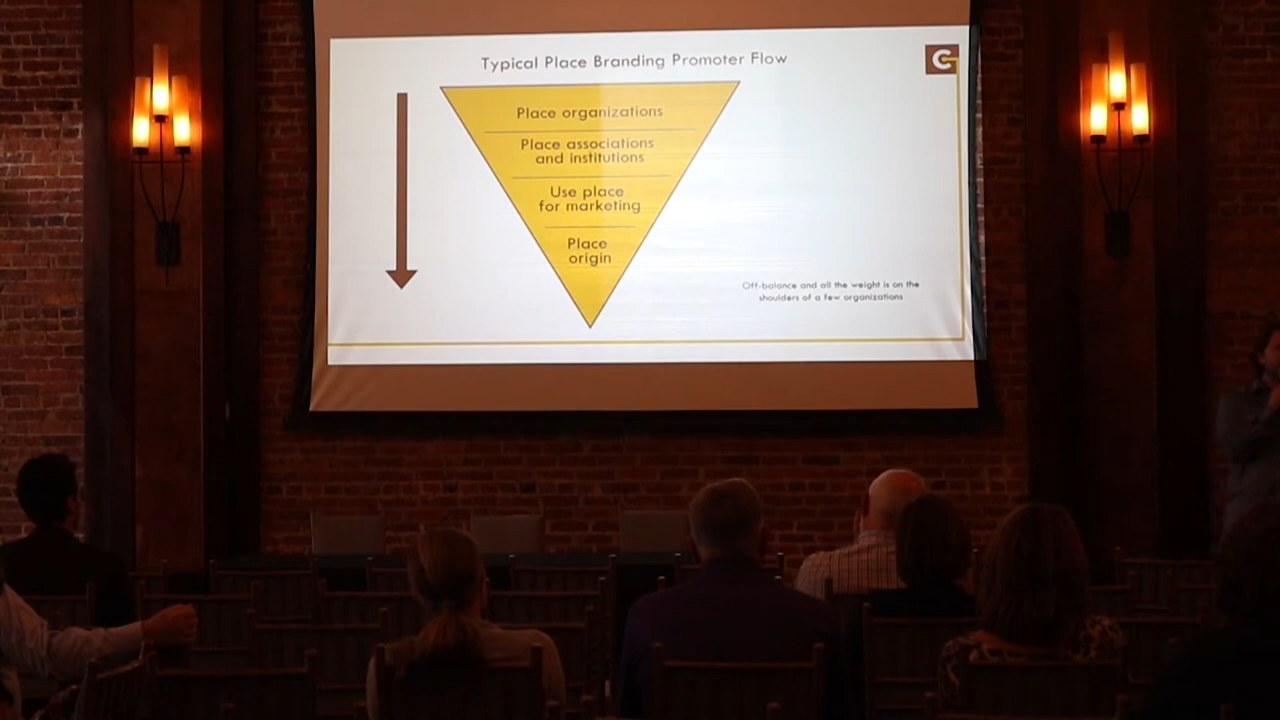 Typical Place Branding Promoter Flow
C
Place organizations
Place associations
and institutions
Use place
for marketing
Place
origin
Off-balance and all the weight is on the
shoulders of a few organizations